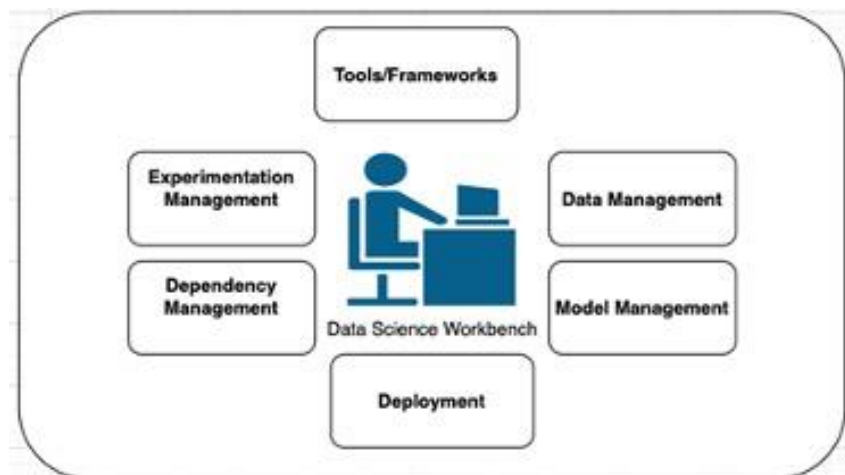 Tools/Frameworks
Experimentation
Management
Data Management
Dependency
Management
Model Management
Data Science Workbench
Deployment